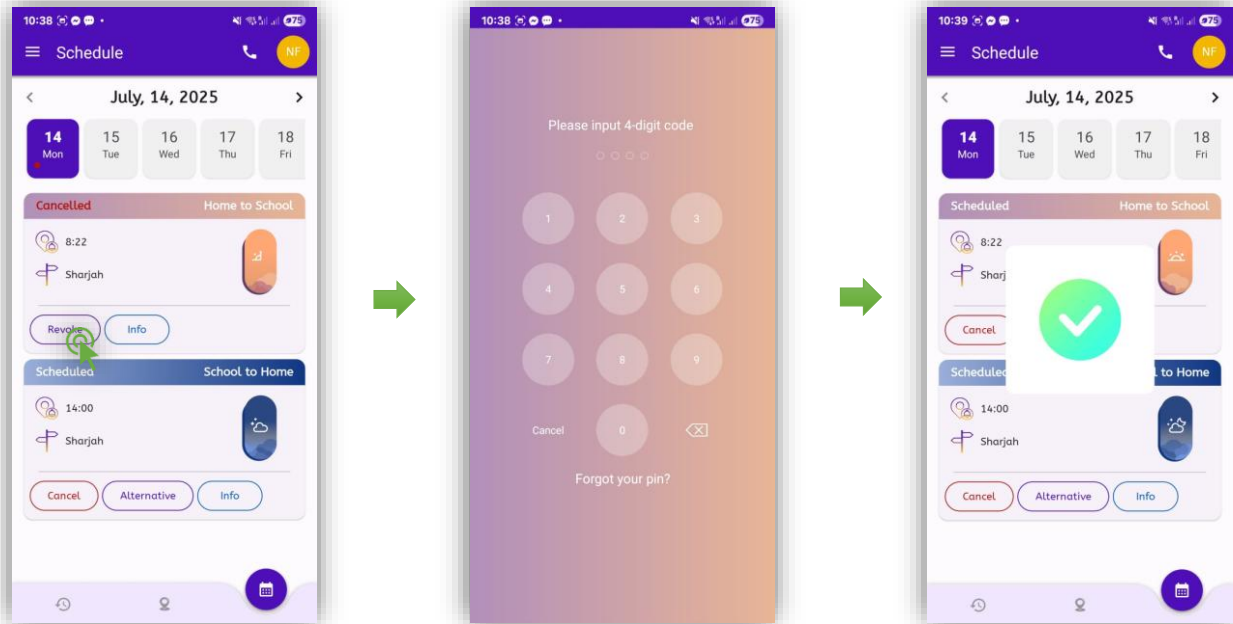 10:38
75
Schedule
NF
July, 14, 2025
14 15 16 17 18
Mon Tue Wed Thu Fri
Cancelled Home to School
8:22
Sharjah
Revoke Info
Scheduled School to Home
14:00
Sharjah
Cancel Alternative Info
10:38
75
Please input 4-digit code
1 2 3
4 5 6
7 8 9
Cancel 0
Forgot your pin?
10:39
75
Schedule
NF
July, 14, 2025
14 15 16 17 18
Mon Tue Wed Thu Fri
Scheduled Home to School
8:22
Sharj
Cancel
Scheduled l to Home
14:00
Sharjah
Cancel Alternative Info